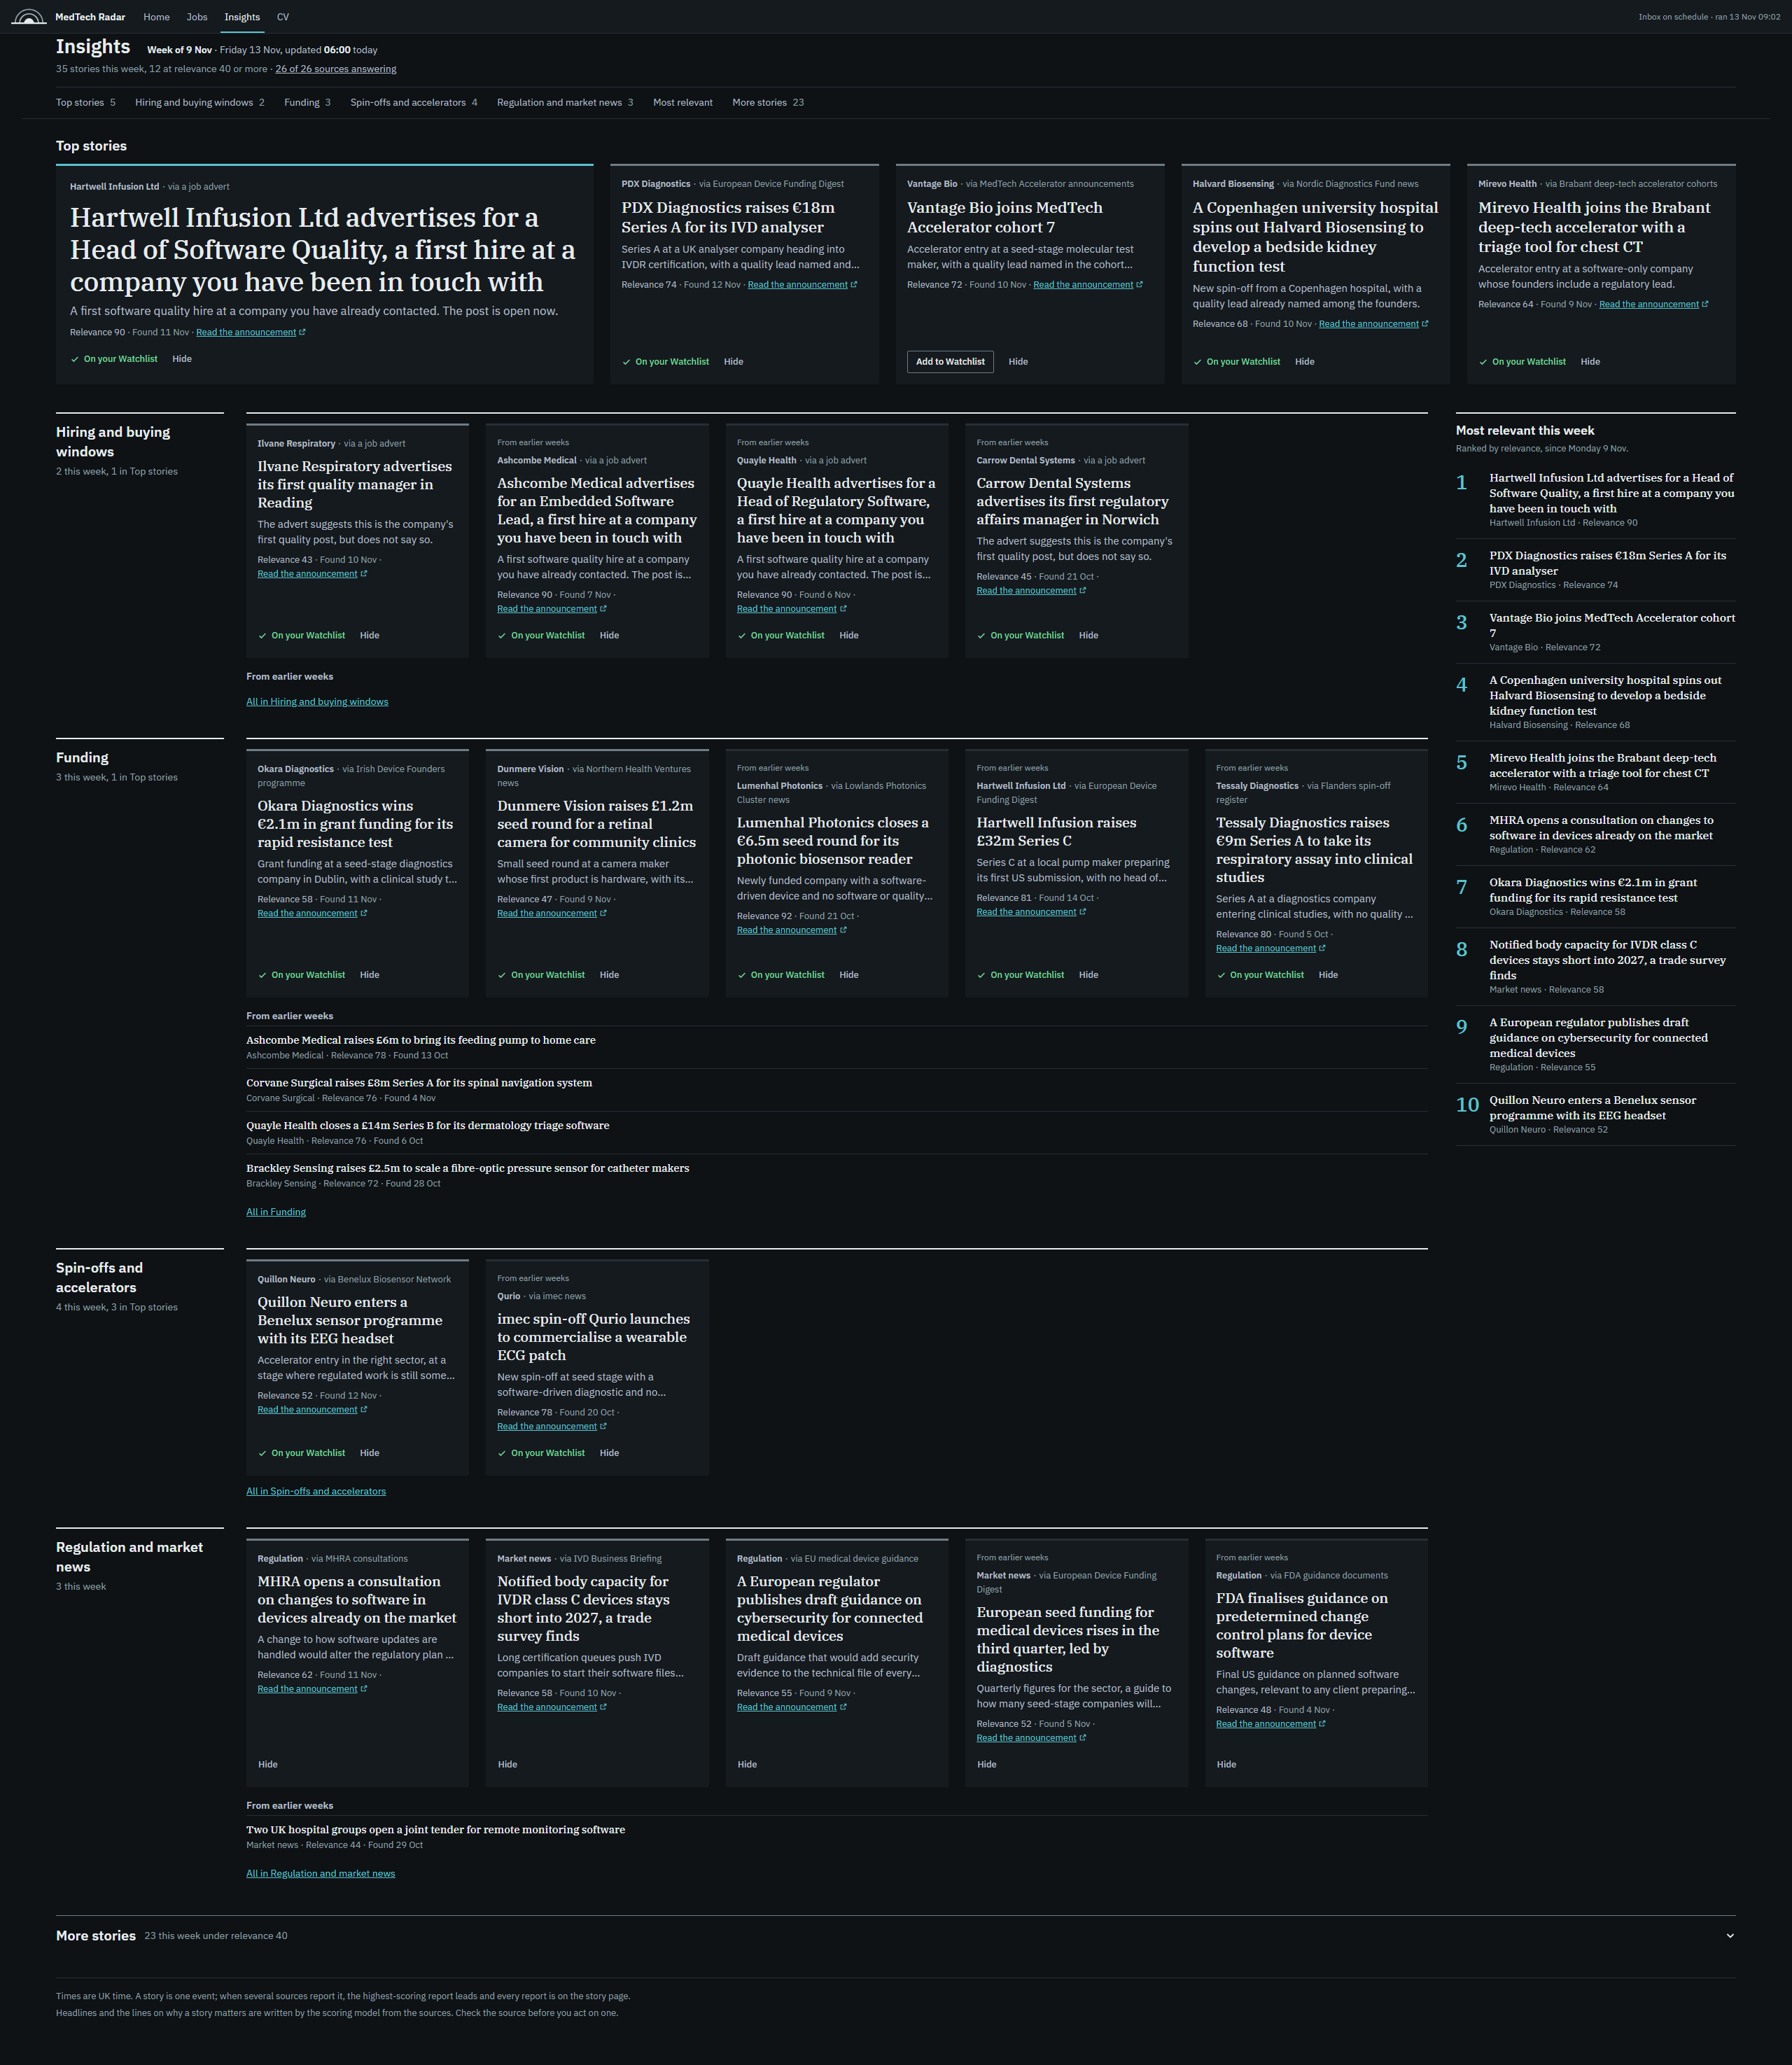 MedTech Radar Home Jobs Insights CV
Inbox on schedule · ran 13 Nov 09:02
Insights Week of 9 Nov · Friday 13 Nov, updated 06:00 today
35 stories this week, 12 at relevance 40 or more · 26 of 26 sources answering
Top stories 5 Hiring and buying windows 2 Funding 3 Spin-offs and accelerators 4 Regulation and market news 3 Most relevant More stories 23
Top stories
Hartwell Infusion Ltd · via a job advert
Hartwell Infusion Ltd advertises for a
Head of Software Quality, a first hire at a
company you have been in touch with
A first software quality hire at a company you have already contacted. The post is open now.
Relevance 90 · Found 11 Nov · Read the announcement
On your Watchlist Hide
PDX Diagnostics · via European Device Funding Digest
PDX Diagnostics raises €18m
Series A for its IVD analyser
Series A at a UK analyser company heading into
IVDR certification, with a quality lead named and...
Relevance 74 · Found 12 Nov · Read the announcement
On your Watchlist Hide
Vantage Bio · via MedTech Accelerator announcements
Vantage Bio joins MedTech
Accelerator cohort 7
Accelerator entry at a seed-stage molecular test
maker, with a quality lead named in the cohort...
Relevance 72 · Found 10 Nov · Read the announcement
Add to Watchlist Hide
Halvard Biosensing · via Nordic Diagnostics Fund news
A Copenhagen university hospital
spins out Halvard Biosensing to
develop a bedside kidney
function test
New spin-off from a Copenhagen hospital, with a
quality lead already named among the founders.
Relevance 68 · Found 10 Nov · Read the announcement
On your Watchlist Hide
Mirevo Health · via Brabant deep-tech accelerator cohorts
Mirevo Health joins the Brabant
deep-tech accelerator with a
triage tool for chest CT
Accelerator entry at a software-only company
whose founders include a regulatory lead.
Relevance 64 · Found 9 Nov · Read the announcement
On your Watchlist Hide
Hiring and buying
windows
2 this week, 1 in Top stories
Ilvane Respiratory · via a job advert
Ilvane Respiratory advertises
its first quality manager in
Reading
The advert suggests this is the company's
first quality post, but does not say so.
Relevance 43 · Found 10 Nov ·
Read the announcement
On your Watchlist Hide
From earlier weeks
Ashcombe Medical · via a job advert
Ashcombe Medical advertises
for an Embedded Software
Lead, a first hire at a company
you have been in touch with
A first software quality hire at a company
you have already contacted. The post is...
Relevance 90 · Found 7 Nov ·
Read the announcement
On your Watchlist Hide
From earlier weeks
Quayle Health · via a job advert
Quayle Health advertises for a
Head of Regulatory Software,
a first hire at a company you
have been in touch with
A first software quality hire at a company
you have already contacted. The post is...
Relevance 90 · Found 6 Nov ·
Read the announcement
On your Watchlist Hide
From earlier weeks
Carrow Dental Systems · via a job advert
Carrow Dental Systems
advertises its first regulatory
affairs manager in Norwich
The advert suggests this is the company's
first quality post, but does not say so.
Relevance 45 · Found 21 Oct ·
Read the announcement
On your Watchlist Hide
From earlier weeks
All in Hiring and buying windows
Funding
3 this week, 1 in Top stories
Okara Diagnostics · via Irish Device Founders
programme
Okara Diagnostics wins
€2.1m in grant funding for its
rapid resistance test
Grant funding at a seed-stage diagnostics
company in Dublin, with a clinical study t...
Relevance 58 · Found 11 Nov ·
Read the announcement
On your Watchlist Hide
Dunmere Vision · via Northern Health Ventures
news
Dunmere Vision raises £1.2m
seed round for a retinal
camera for community clinics
Small seed round at a camera maker
whose first product is hardware, with its...
Relevance 47 · Found 9 Nov ·
Read the announcement
On your Watchlist Hide
From earlier weeks
Lumenhal Photonics · via Lowlands Photonics
Cluster news
Lumenhal Photonics closes a
€6.5m seed round for its
photonic biosensor reader
Newly funded company with a software-
driven device and no software or quality...
Relevance 92 · Found 21 Oct ·
Read the announcement
On your Watchlist Hide
From earlier weeks
Hartwell Infusion Ltd · via European Device
Funding Digest
Hartwell Infusion raises
£32m Series C
Series C at a local pump maker preparing
its first US submission, with no head of...
Relevance 81 · Found 14 Oct ·
Read the announcement
On your Watchlist Hide
From earlier weeks
Tessaly Diagnostics · via Flanders spin-off
register
Tessaly Diagnostics raises
€9m Series A to take its
respiratory assay into clinical
studies
Series A at a diagnostics company
entering clinical studies, with no quality ...
Relevance 80 · Found 5 Oct ·
Read the announcement
On your Watchlist Hide
From earlier weeks
Ashcombe Medical raises £6m to bring its feeding pump to home care
Ashcombe Medical · Relevance 78 · Found 13 Oct
Corvane Surgical raises £8m Series A for its spinal navigation system
Corvane Surgical · Relevance 76 · Found 4 Nov
Quayle Health closes a £14m Series B for its dermatology triage software
Quayle Health · Relevance 76 · Found 6 Oct
Brackley Sensing raises £2.5m to scale a fibre-optic pressure sensor for catheter makers
Brackley Sensing · Relevance 72 · Found 28 Oct
All in Funding
Spin-offs and
accelerators
4 this week, 3 in Top stories
Quillon Neuro · via Benelux Biosensor Network
Quillon Neuro enters a
Benelux sensor programme
with its EEG headset
Accelerator entry in the right sector, at a
stage where regulated work is still some...
Relevance 52 · Found 12 Nov ·
Read the announcement
On your Watchlist Hide
From earlier weeks
Qurio · via imec news
imec spin-off Qurio launches
to commercialise a wearable
ECG patch
New spin-off at seed stage with a
software-driven diagnostic and no...
Relevance 78 · Found 20 Oct ·
Read the announcement
On your Watchlist Hide
All in Spin-offs and accelerators
Regulation and market
news
3 this week
Regulation · via MHRA consultations
MHRA opens a consultation
on changes to software in
devices already on the market
A change to how software updates are
handled would alter the regulatory plan ...
Relevance 62 · Found 11 Nov ·
Read the announcement
Hide
Market news · via IVD Business Briefing
Notified body capacity for
IVDR class C devices stays
short into 2027, a trade
survey finds
Long certification queues push IVD
companies to start their software files...
Relevance 58 · Found 10 Nov ·
Read the announcement
Hide
Regulation · via EU medical device guidance
A European regulator
publishes draft guidance on
cybersecurity for connected
medical devices
Draft guidance that would add security
evidence to the technical file of every...
Relevance 55 · Found 9 Nov ·
Read the announcement
Hide
From earlier weeks
Market news · via European Device Funding
Digest
European seed funding for
medical devices rises in the
third quarter, led by
diagnostics
Quarterly figures for the sector, a guide to
how many seed-stage companies will...
Relevance 52 · Found 5 Nov ·
Read the announcement
Hide
From earlier weeks
Regulation · via FDA guidance documents
FDA finalises guidance on
predetermined change
control plans for device
software
Final US guidance on planned software
changes, relevant to any client preparing...
Relevance 48 · Found 4 Nov ·
Read the announcement
Hide
From earlier weeks
Two UK hospital groups open a joint tender for remote monitoring software
Market news · Relevance 44 · Found 29 Oct
All in Regulation and market news
Most relevant this week
Ranked by relevance, since Monday 9 Nov.
1 Hartwell Infusion Ltd advertises for a Head of
Software Quality, a first hire at a company you
have been in touch with
Hartwell Infusion Ltd · Relevance 90
2 PDX Diagnostics raises €18m Series A for its
IVD analyser
PDX Diagnostics · Relevance 74
3 Vantage Bio joins MedTech Accelerator cohort
7
Vantage Bio · Relevance 72
4 A Copenhagen university hospital spins out
Halvard Biosensing to develop a bedside
kidney function test
Halvard Biosensing · Relevance 68
5 Mirevo Health joins the Brabant deep-tech
accelerator with a triage tool for chest CT
Mirevo Health · Relevance 64
6 MHRA opens a consultation on changes to
software in devices already on the market
Regulation · Relevance 62
7 Okara Diagnostics wins €2.1m in grant
funding for its rapid resistance test
Okara Diagnostics · Relevance 58
8 Notified body capacity for IVDR class C
devices stays short into 2027, a trade survey
finds
Market news · Relevance 58
9 A European regulator publishes draft
guidance on cybersecurity for connected
medical devices
Regulation · Relevance 55
10 Quillon Neuro enters a Benelux sensor
programme with its EEG headset
Quillon Neuro · Relevance 52
More stories 23 this week under relevance 40
Times are UK time. A story is one event; when several sources report it, the highest-scoring report leads and every report is on the story page.
Headlines and the lines on why a story matters are written by the scoring model from the sources. Check the source before you act on one.